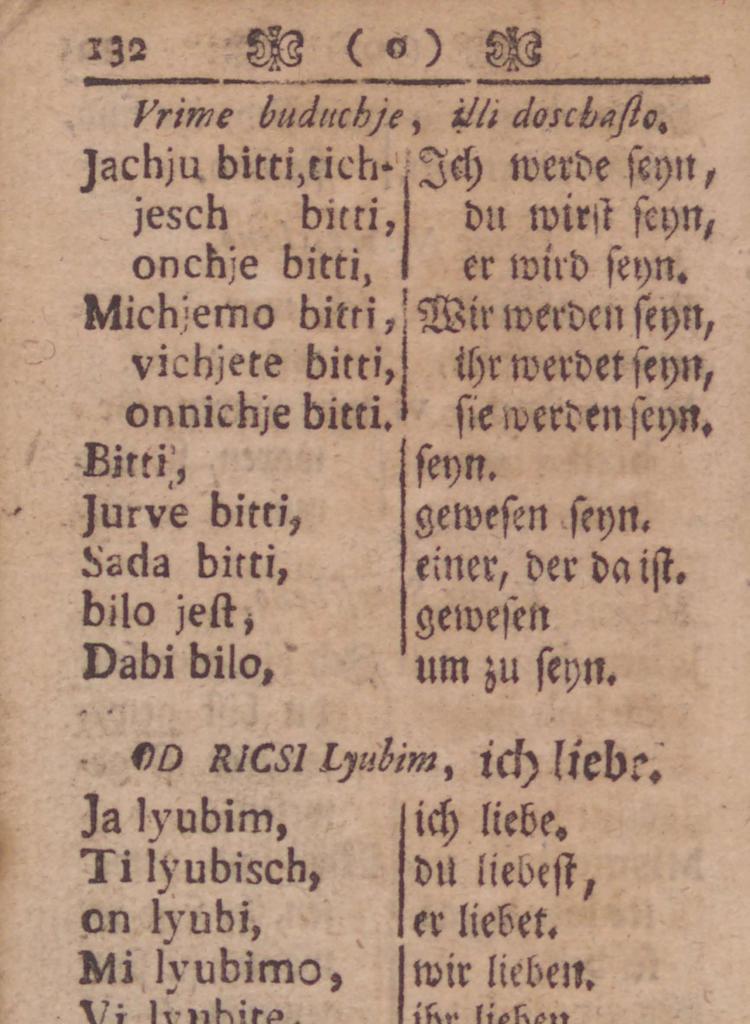 132 ( o )
Vrime buduchje, illi doschaſto.
Jachju bitti, tich- Ich werde ſeyn,
jesch bitti, du wirſt ſeyn,
onchje bitti, er wird ſeyn.
Michjemo bitti, Wir werden ſeyn,
vichjete bitti, ihr werdet ſeyn,
onnichje bitti. ſie werden ſeyn.
Bitti, ſeyn.
Jurve bitti, geweſen ſeyn.
Sada bitti, einer, der da iſt.
bilo jeſt, geweſen
Dabi bilo, um zu ſeyn.
OD RICSI Lyubim, ich liebe.
Ja lyubim, ich liebe.
Ti lyubisch, du liebeſt,
on lyubi, er liebet.
Mi lyubimo, wir lieben.
Vi lyubite, ihr lieben